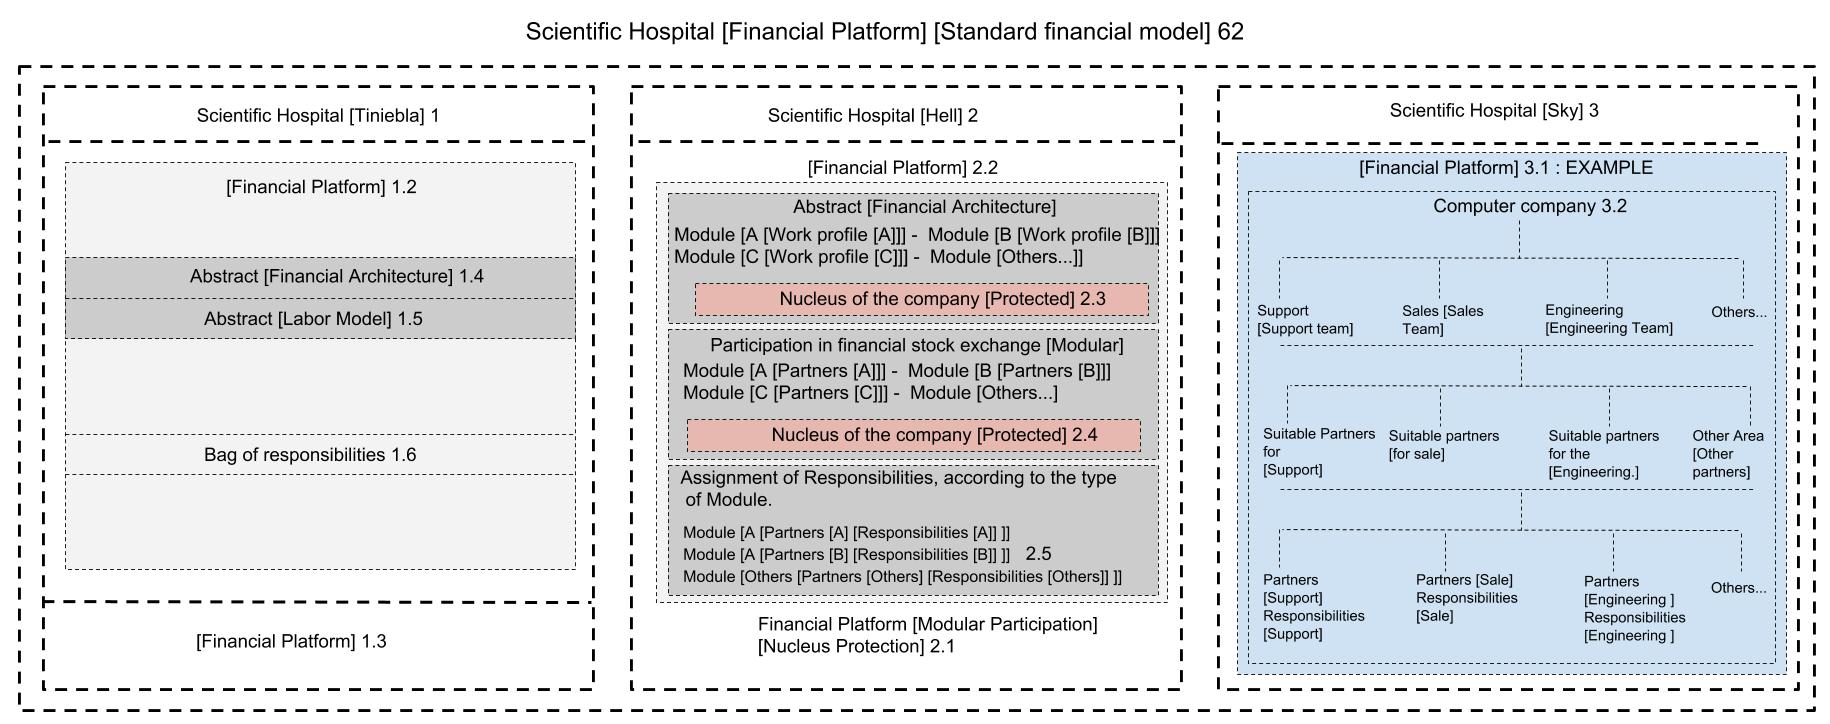 Scientific Hospital [Financial Platform] [Standard financial model] 62
Scientific Hospital [Tiniebla] 1
[Financial Platform] 1.2
Abstract [Financial Architecture] 1.4
Abstract [Labor Model] 1.5
Bag of responsibilities 1.6
[Financial Platform] 1.3
Scientific Hospital [Hell] 2
[Financial Platform] 2.2
Abstract [Financial Architecture]
Module [A [Work profile [A]]] -  Module [B [Work profile [B]]]
Module [C [Work profile [C]]] -  Module [Others...]]
Nucleus of the company [Protected] 2.3
Participation in financial stock exchange [Modular]
Module [A [Partners [A]]] -  Module [B [Partners [B]]]
Module [C [Partners [C]]] -  Module [Others...]
Nucleus of the company [Protected] 2.4
Assignment of Responsibilities, according to the type
of Module.
Module [A [Partners [A] [Responsibilities [A]] ]]
Module [A [Partners [B] [Responsibilities [B]] ]] 2.5
Module [Others [Partners [Others] [Responsibilities [Others]] ]]
Financial Platform [Modular Participation]
[Nucleus Protection] 2.1
Scientific Hospital [Sky] 3
[Financial Platform] 3.1 : EXAMPLE
Computer company 3.2
Support
[Support team]
Sales [Sales
Team]
Engineering
[Engineering Team]
Others...
Suitable Partners
for
[Support]
Suitable partners
[for sale]
Suitable partners
for the
[Engineering.]
Other Area
[Other
partners]
Partners
[Support]
Responsibilities
[Support]
Partners [Sale]
Responsibilities
[Sale]
Partners
[Engineering ]
Responsibilities
[Engineering ]
Others...